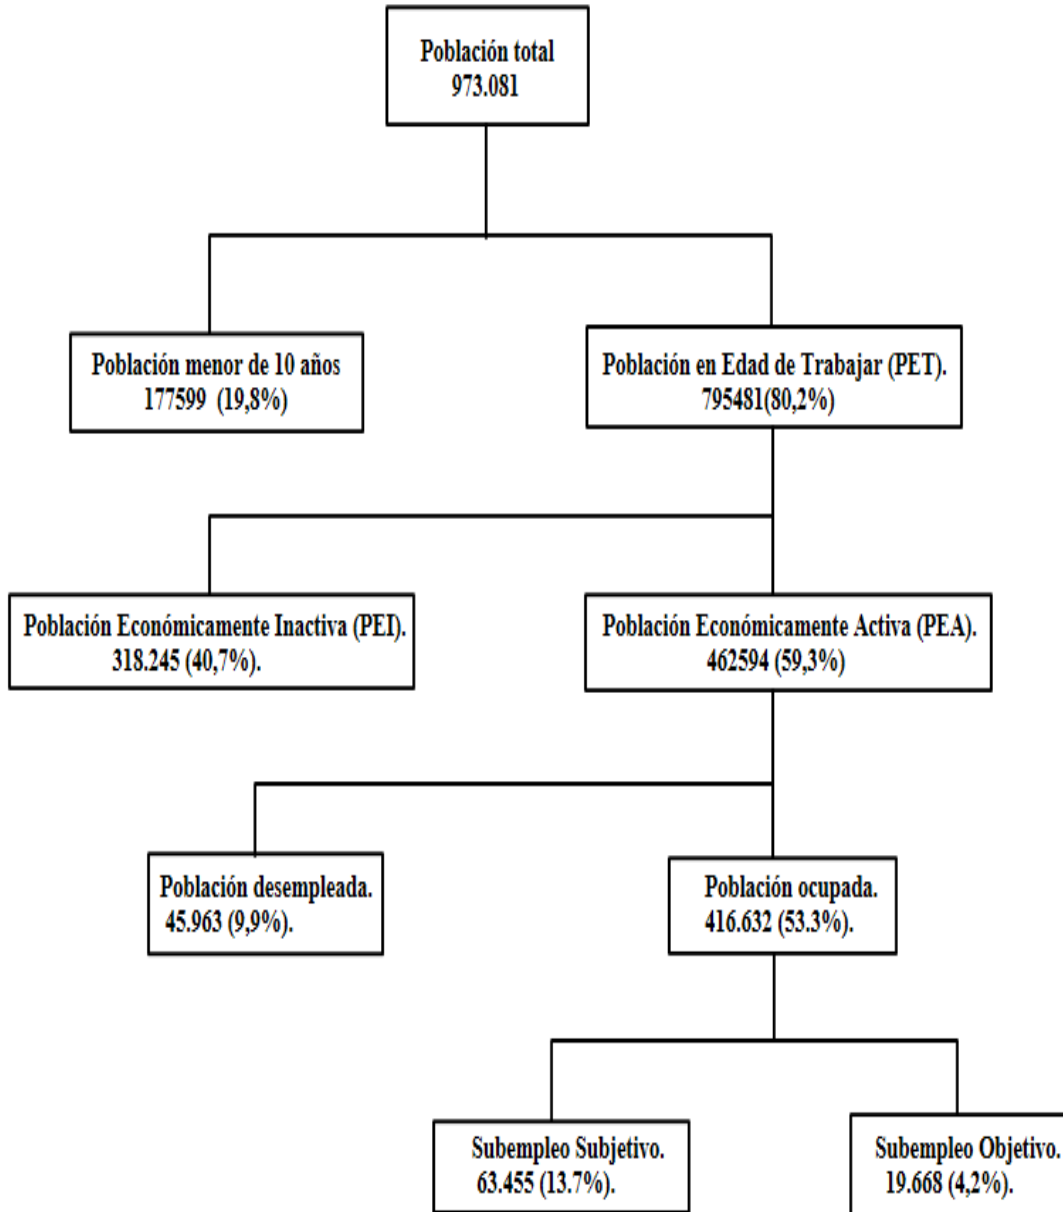 Población total
973.081
Población menor de 10 años
177599 (19,8%)
Población en Edad de Trabajar (PET).
795481(80,2%)
Población Económicamente Inactiva (PEI).
318.245 (40,7%).
Población Económicamente Activa (PEA).
462594 (59,3%)
Población desempleada.
45.963 (9,9%).
Población ocupada.
416.632 (53.3%).
Subempleo Subjetivo.
63.455 (13.7%).
Subempleo Objetivo.
19.668 (4,2%).